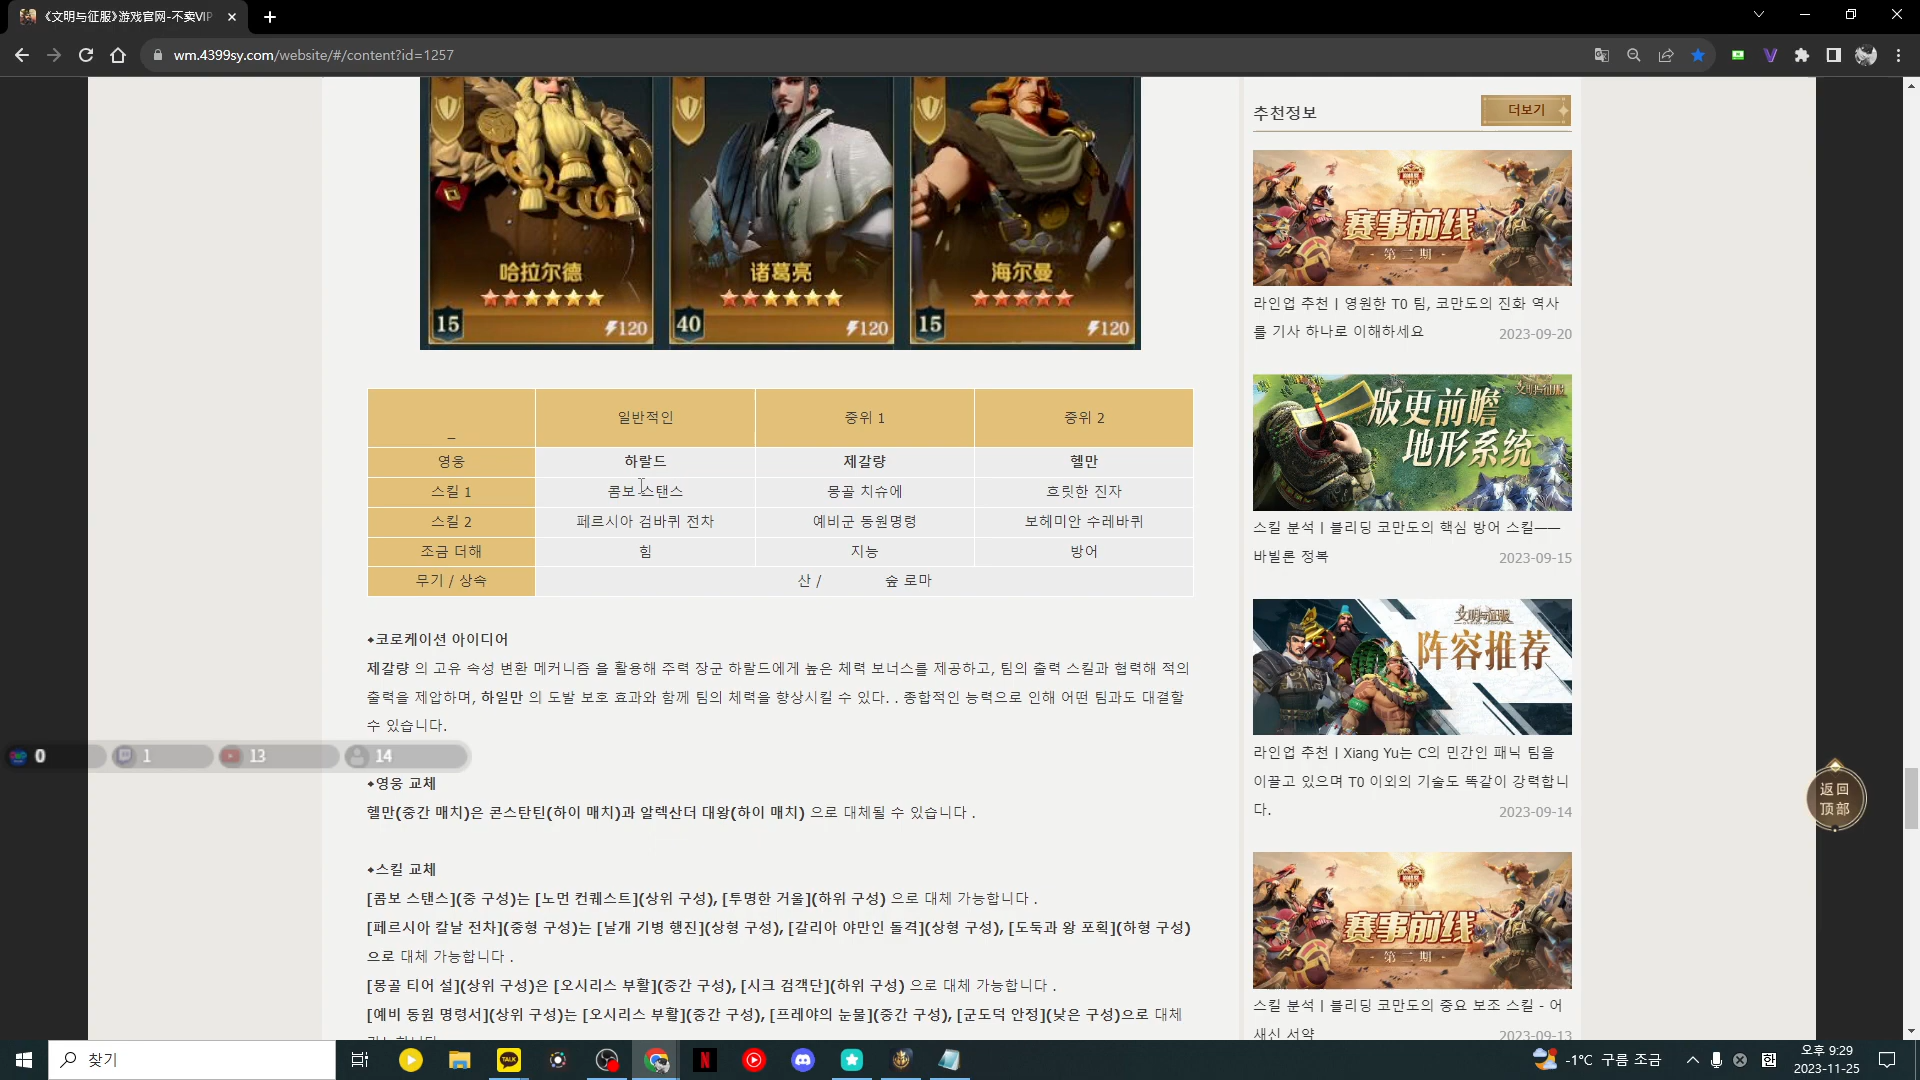 《文明与征服》游戏官网-不卖VIP
wm.4399sy.com/website/#/content?id=1257
哈拉尔德
诸葛亮
海尔曼
15
120
40
120
15
120
_
일반적인
중위 1
중위 2
영웅
하랄드
제갈량
헬만
스킬 1
콤보 스탠스
몽골 치슈에
흐릿한 진자
스킬 2
페르시아 검바퀴 전차
예비군 동원명령
보헤미안 수레바퀴
조금 더해
힘
지능
방어
무기 / 상속
산 / 숲 로마
◆코로케이션 아이디어
제갈량 의 고유 속성 변환 메커니즘 을 활용해 주력 장군 하랄드에게 높은 체력 보너스를 제공하고, 팀의 출력 스킬과 협력해 적의
출력을 제압하며, 하일만 의 도발 보호 효과와 함께 팀의 체력을 향상시킬 수 있다. . 종합적인 능력으로 인해 어떤 팀과도 대결할
수 있습니다.
0
1
13
14
◆영웅 교체
헬만(중간 매치)은 콘스탄틴(하이 매치)과 알렉산더 대왕(하이 매치) 으로 대체될 수 있습니다 .
◆스킬 교체
[콤보 스탠스](중 구성)는 [노먼 컨퀘스트](상위 구성), [투명한 거울](하위 구성) 으로 대체 가능합니다 .
[페르시아 칼날 전차](중형 구성)는 [날개 기병 행진](상형 구성), [갈리아 야만인 돌격](상형 구성), [도둑과 왕 포획](하형 구성)
으로 대체 가능합니다 .
[몽골 티어 설](상위 구성)은 [오시리스 부활](중간 구성), [시크 검객단](하위 구성) 으로 대체 가능합니다 .
[예비 동원 명령서](상위 구성)는 [오시리스 부활](중간 구성), [프레야의 눈물](중간 구성), [군도덕 안정](낮은 구성)으로 대체
추천정보
더보기
赛事前线
- 第二期 -
라인업 추천 | 영원한 T0 팀, 코만도의 진화 역사
를 기사 하나로 이해하세요
2023-09-20
文明与征服
版更前瞻
地形系统
스킬 분석 | 블리딩 코만도의 핵심 방어 스킬——
바빌론 정복
2023-09-15
文明与征服
阵容推荐
라인업 추천 | Xiang Yu는 C의 민간인 패닉 팀을
이끌고 있으며 T0 이외의 기술도 똑같이 강력합니
다.
2023-09-14
赛事前线
- 第二期 -
스킬 분석 | 블리딩 코만도의 중요 보조 스킬 - 어
새신 서약
2023-09-13
返回
顶部
찾기
TALK
N
-1°C 구름 조금
한
오후 9:29
2023-11-25